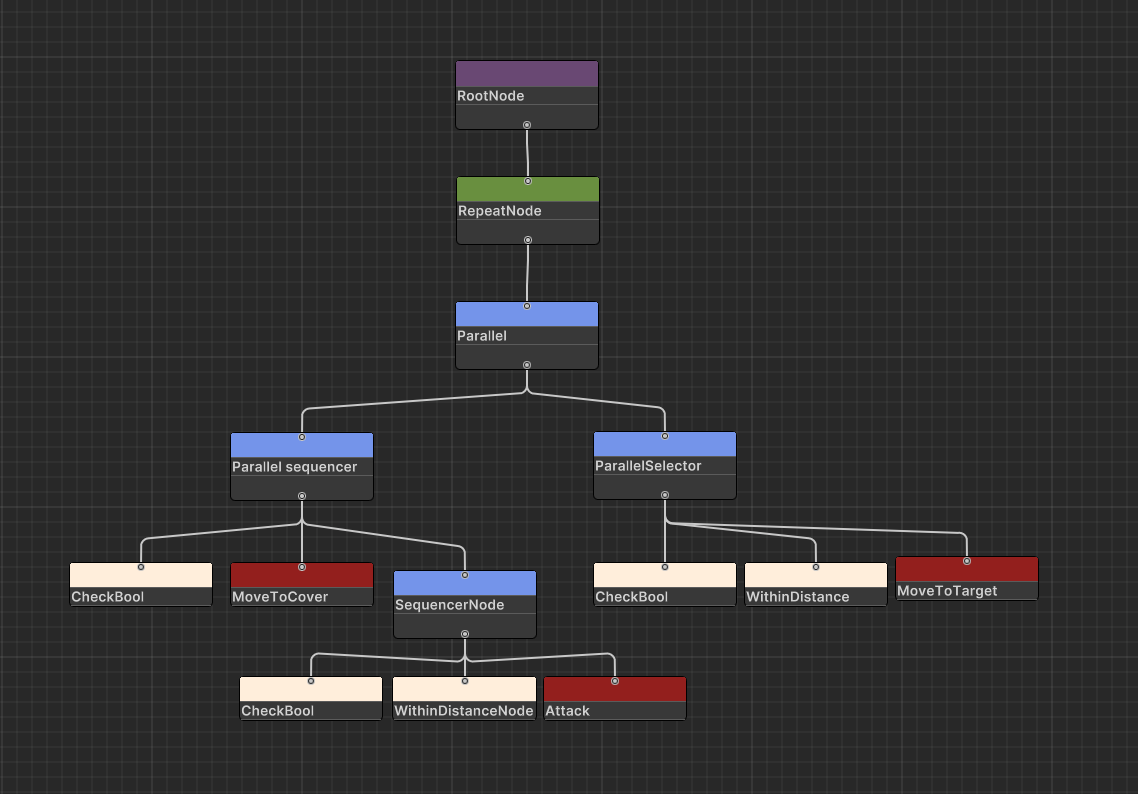 RootNode
RepeatNode
Parallel
Parallel sequencer
ParallelSelector
CheckBool
MoveToCover
SequencerNode
CheckBool
WithinDistance
MoveToTarget
CheckBool
WithinDistanceNode
Attack